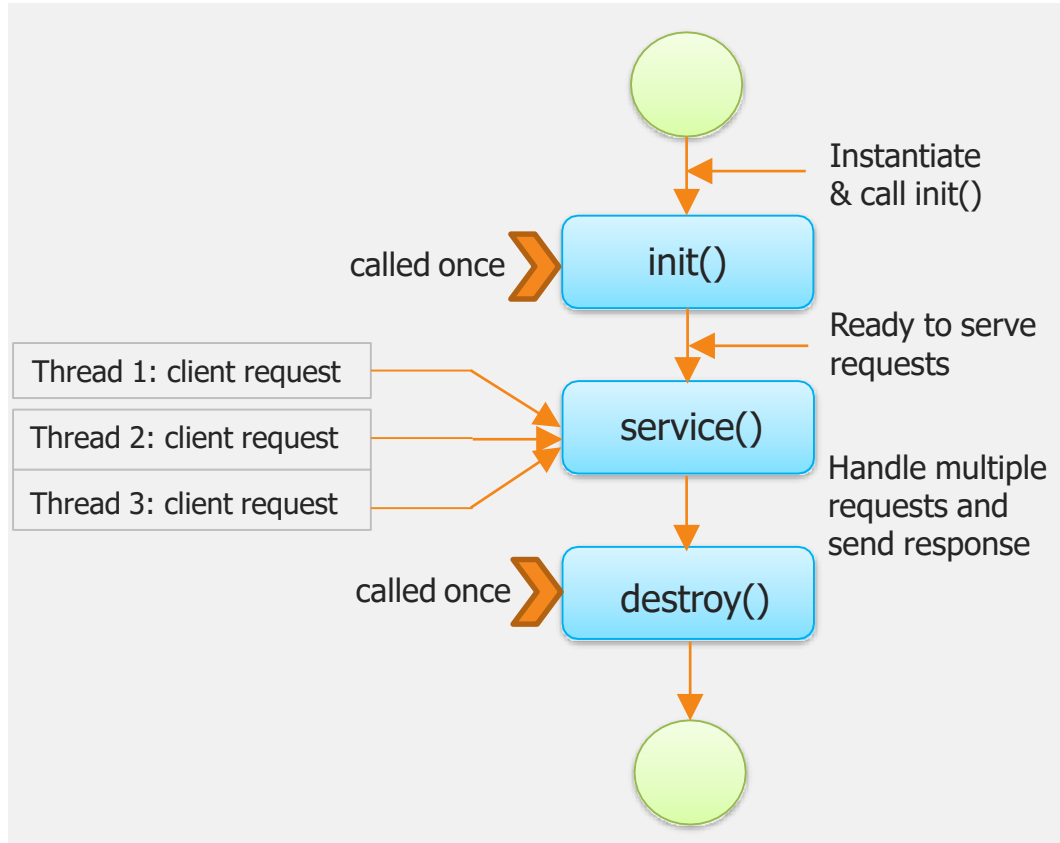 Instantiate
& call init()
called once
init()
Ready to serve
requests
Thread 1: client request
Thread 2: client request
Thread 3: client request
service()
Handle multiple
requests and
send response
called once
destroy()